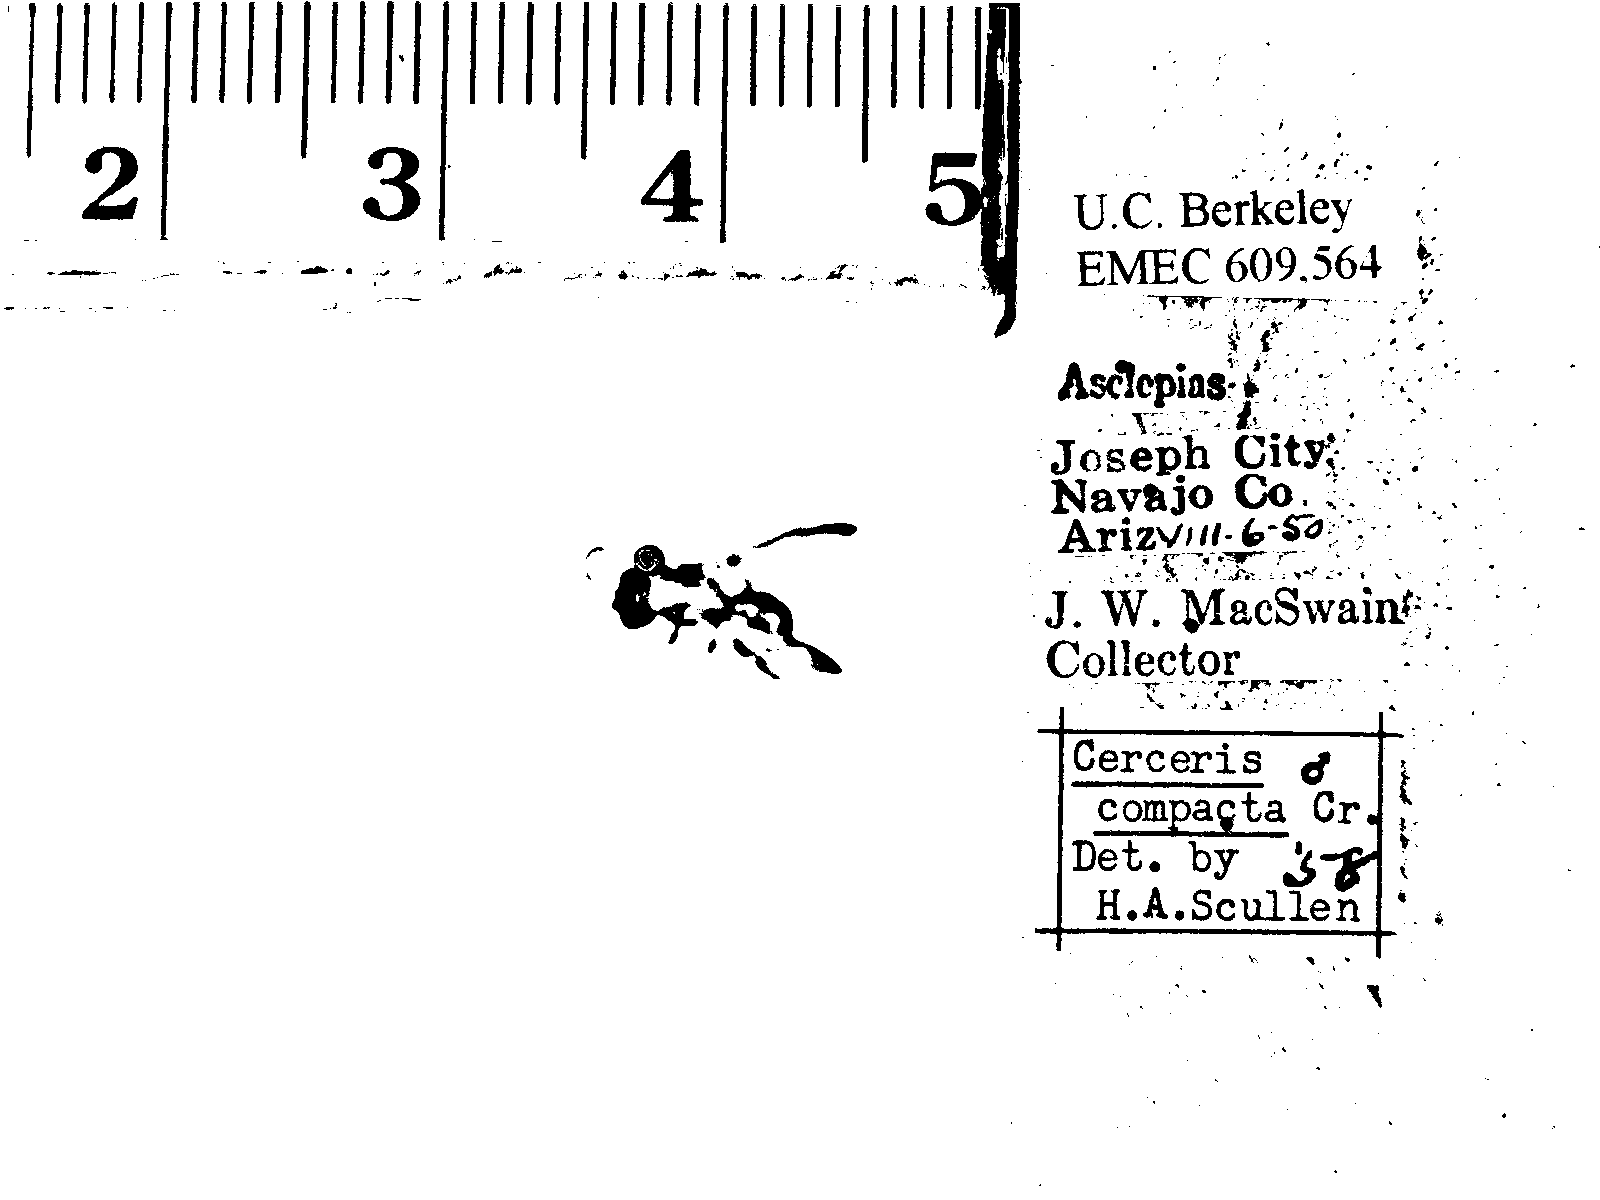 2 3 4 5
U.C. Berkeley
EMEC 609.564
Asclepias
Joseph City,
Navajo Co.
Ariz VIII-6-50
J. W. MacSwain
Collector
Cerceris ♂
compacta Cr.
Det. by '58
H.A.Scullen